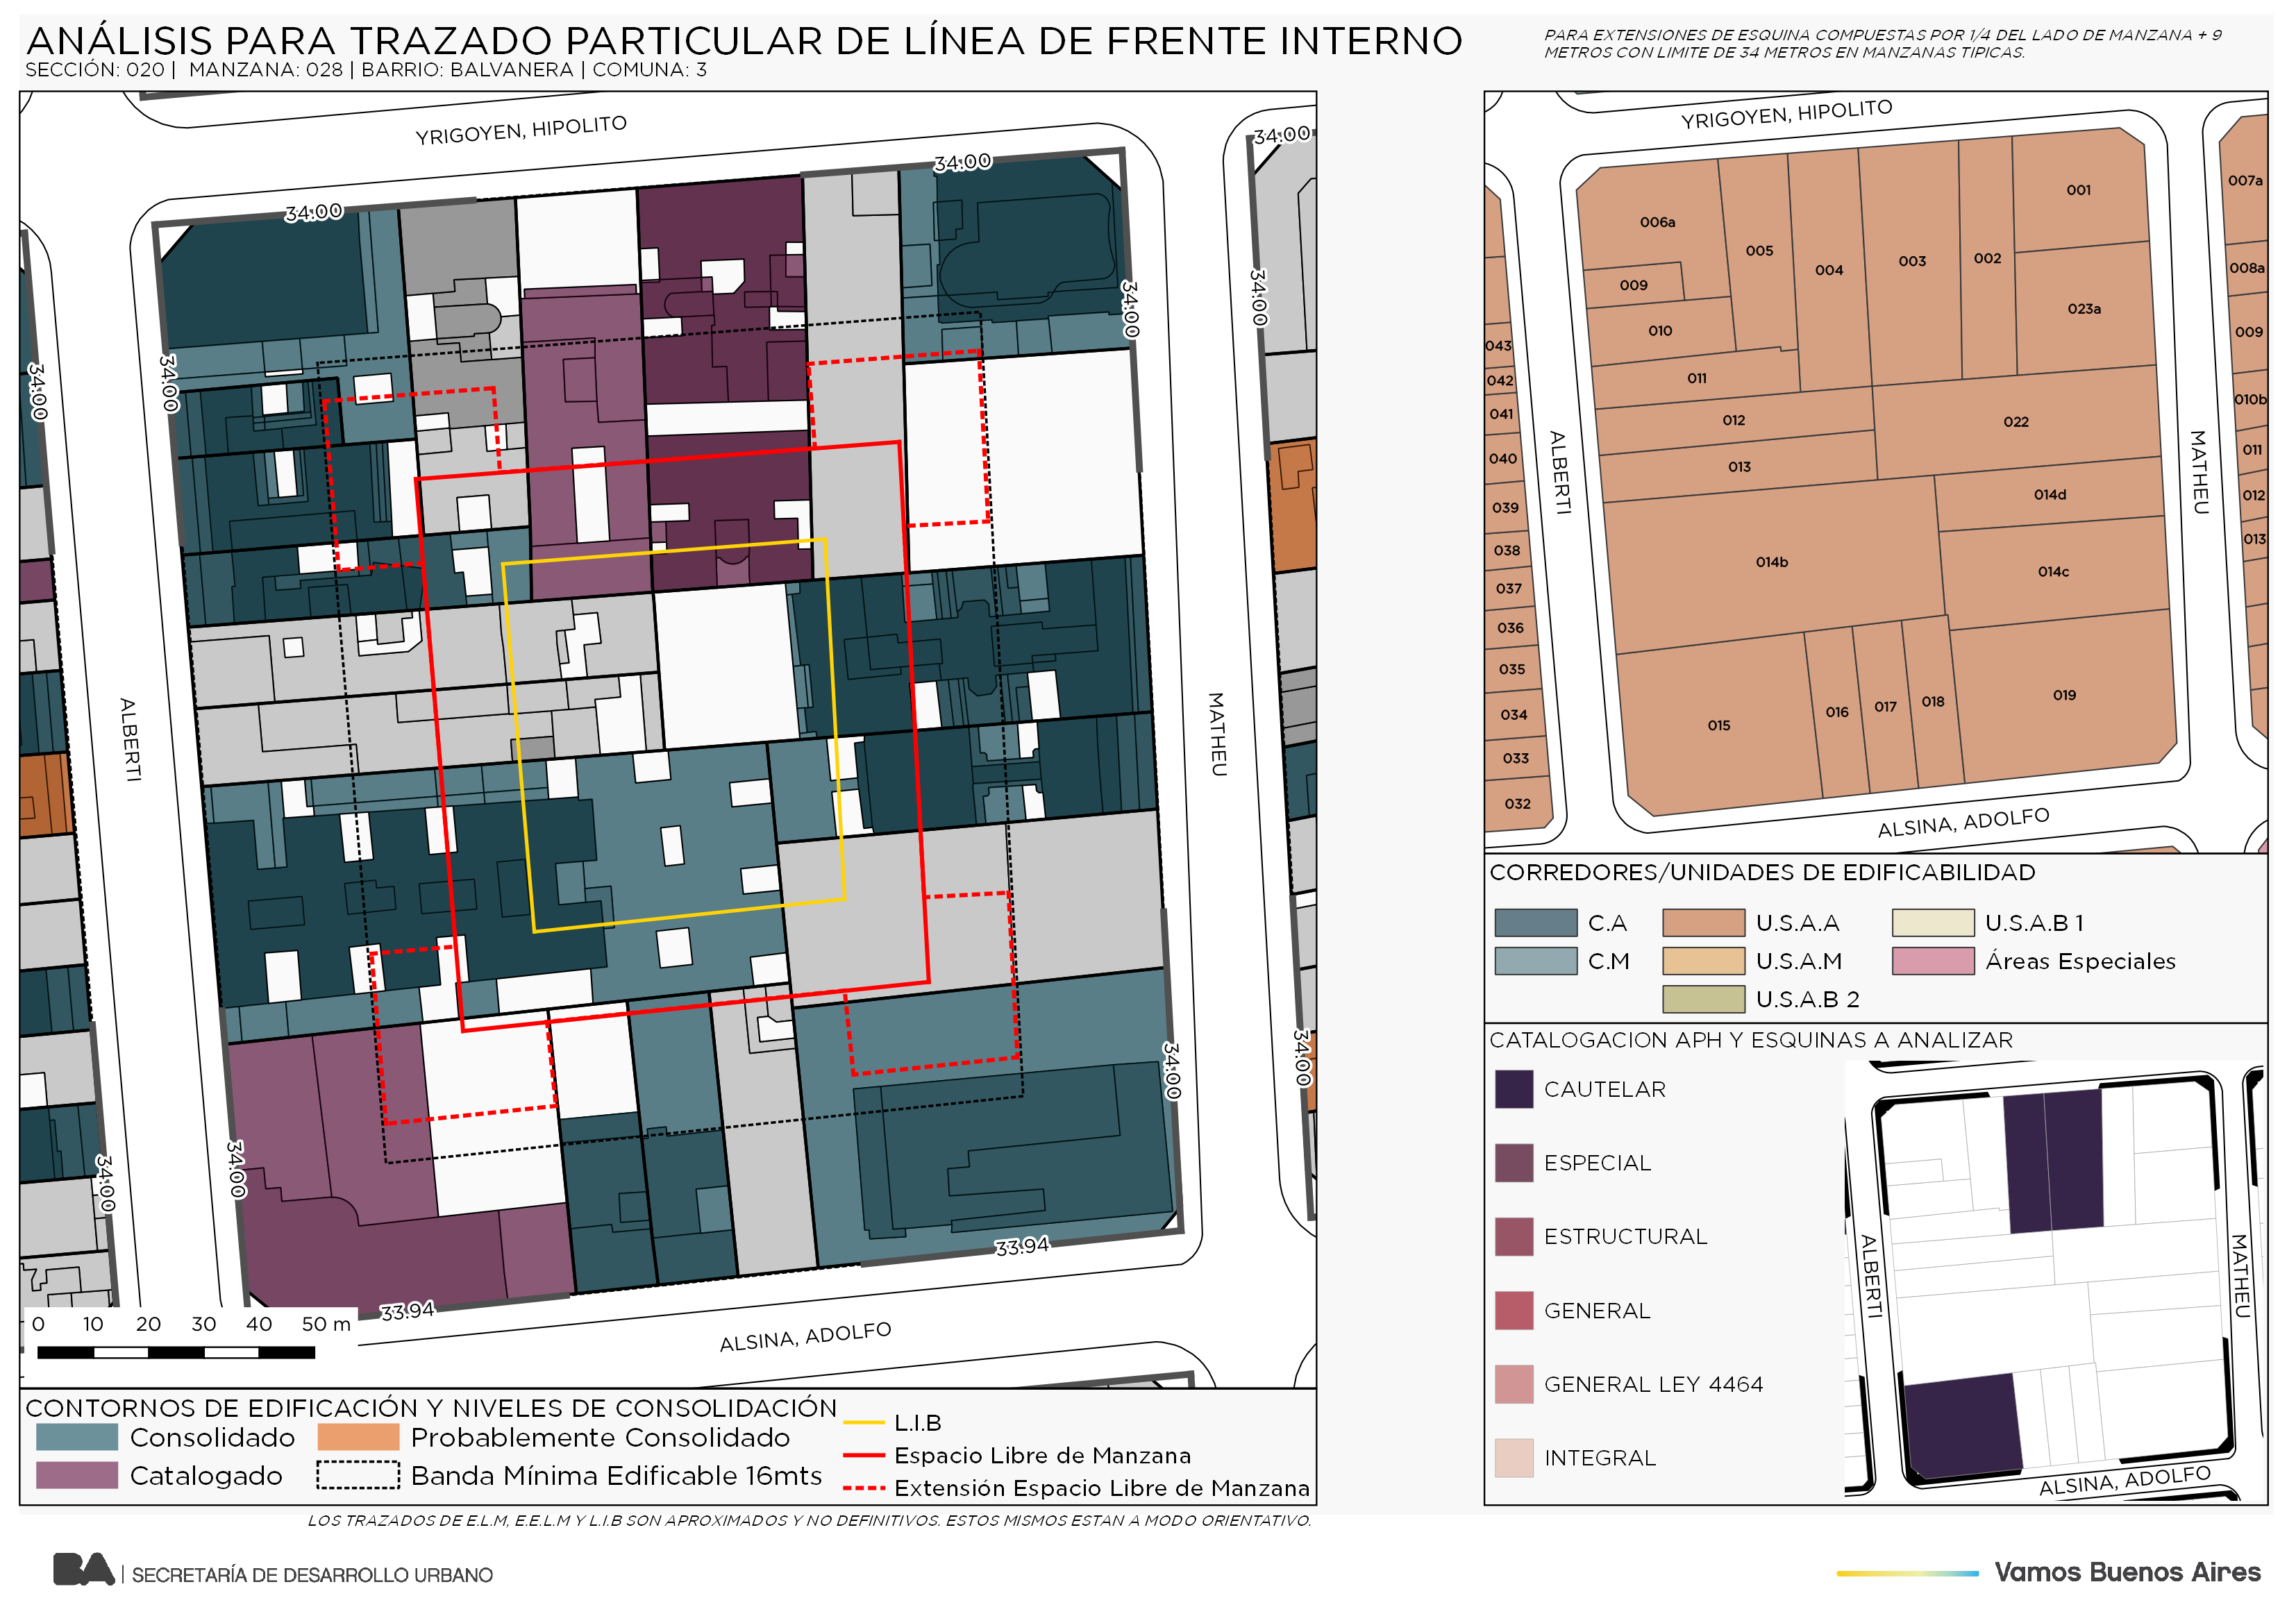 ANÁLISIS PARA TRAZADO PARTICULAR DE LÍNEA DE FRENTE INTERNO
SECCIÓN: 020 | MANZANA: 028 | BARRIO: BALVANERA | COMUNA: 3
PARA EXTENSIONES DE ESQUINA COMPUESTAS POR 1/4 DEL LADO DE MANZANA + 9
METROS CON LIMITE DE 34 METROS EN MANZANAS TIPICAS.
YRIGOYEN, HIPOLITO
34:00
34:00
34:00
34:00
34:00
34:00
34:00
ALBERTI
MATHEU
34:00
34:00
34:00
34:00
33.94
33.94
ALSINA, ADOLFO
0 10 20 30 40 50 m
CONTORNOS DE EDIFICACIÓN Y NIVELES DE CONSOLIDACIÓN
Consolidado
Probablemente Consolidado
Catalogado
Banda Mínima Edificable 16mts
L.I.B
Espacio Libre de Manzana
Extensión Espacio Libre de Manzana
LOS TRAZADOS DE E.L.M, E.E.L.M Y L.I.B SON APROXIMADOS Y NO DEFINITIVOS. ESTOS MISMOS ESTAN A MODO ORIENTATIVO.
YRIGOYEN, HIPOLITO
ALBERTI
MATHEU
ALSINA, ADOLFO
006a
005
004
003
002
001
009
010
023a
011
012
013
022
014d
014b
014c
015
016
017
018
019
043
042
041
040
039
038
037
036
035
034
033
032
007a
008a
009
010b
011
012
013
CORREDORES/UNIDADES DE EDIFICABILIDAD
C.A
U.S.A.A
U.S.A.B 1
C.M
U.S.A.M
Áreas Especiales
U.S.A.B 2
CATALOGACION APH Y ESQUINAS A ANALIZAR
CAUTELAR
ESPECIAL
ESTRUCTURAL
GENERAL
GENERAL LEY 4464
INTEGRAL
ALBERTI
MATHEU
ALSINA, ADOLFO
BA | SECRETARÍA DE DESARROLLO URBANO
Vamos Buenos Aires